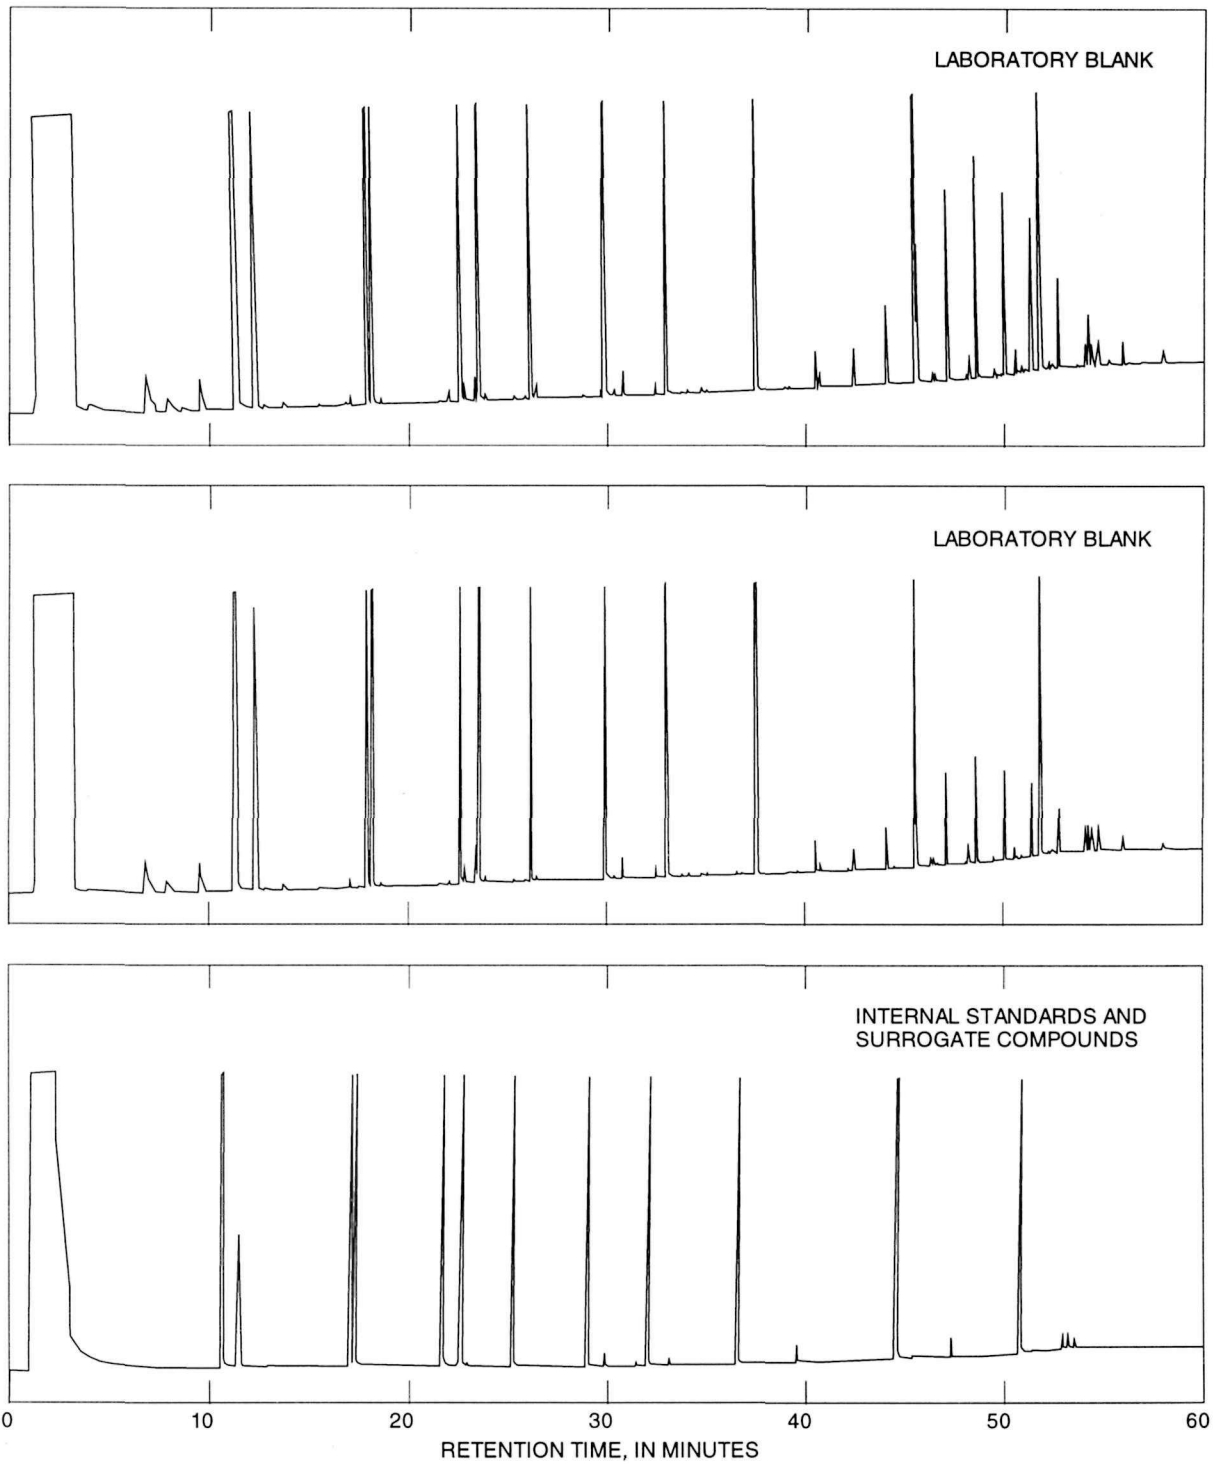 LABORATORY BLANK
LABORATORY BLANK
INTERNAL STANDARDS AND
SURROGATE COMPOUNDS
0 10 20 30 40 50 60
RETENTION TIME, IN MINUTES